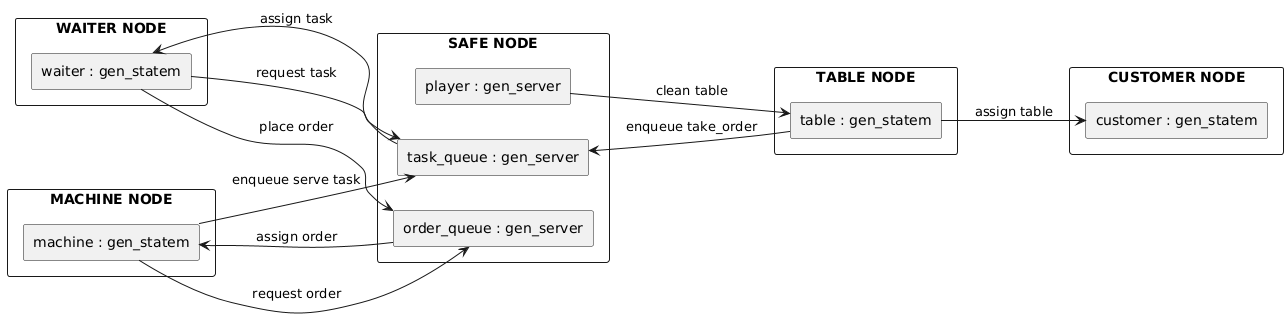 assign task
WAITER NODE
waiter : gen_statem
request task
place order
SAFE NODE
player : gen_server
clean table
enqueue take_order
task_queue : gen_server
order_queue : gen_server
TABLE NODE
table : gen_statem
assign table
CUSTOMER NODE
customer : gen_statem
enqueue serve task
MACHINE NODE
machine : gen_statem
assign order
request order